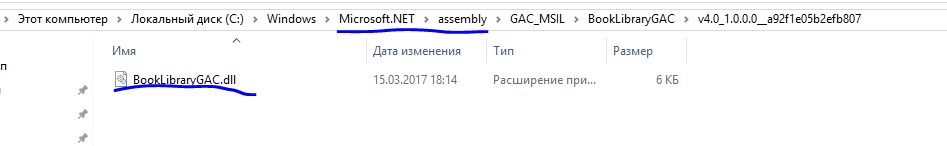 Этот компьютер > Локальный диск (C:) > Windows > Microsoft.NET > assembly > GAC_MSIL > BookLibraryGAC > v4.0_1.0.0.0__a92f1e05b2efb807
Имя Дата изменения Тип Размер
п
BookLibraryGAC.dll 15.03.2017 18:14 Расширение при... 6 КБ